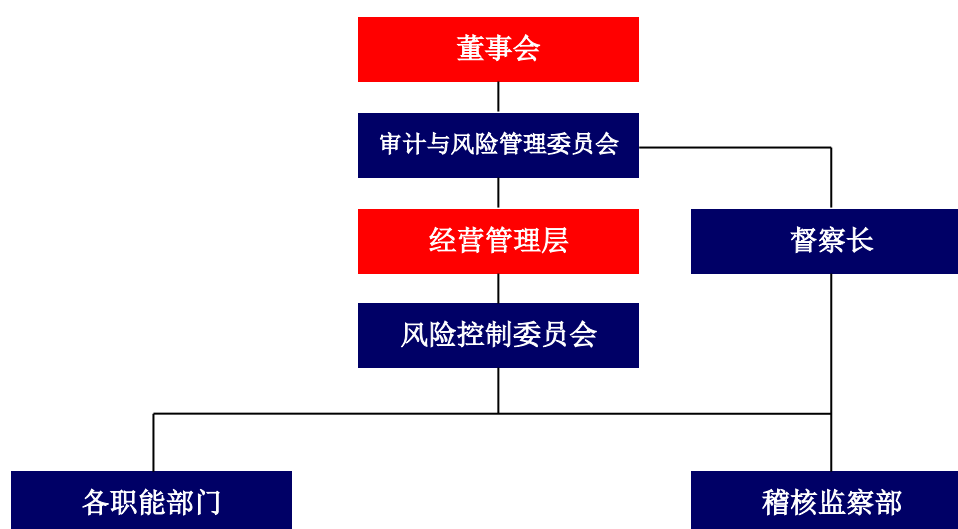 董事会
审计与风险管理委员会
经营管理层
督察长
风险控制委员会
各职能部门
稽核监察部